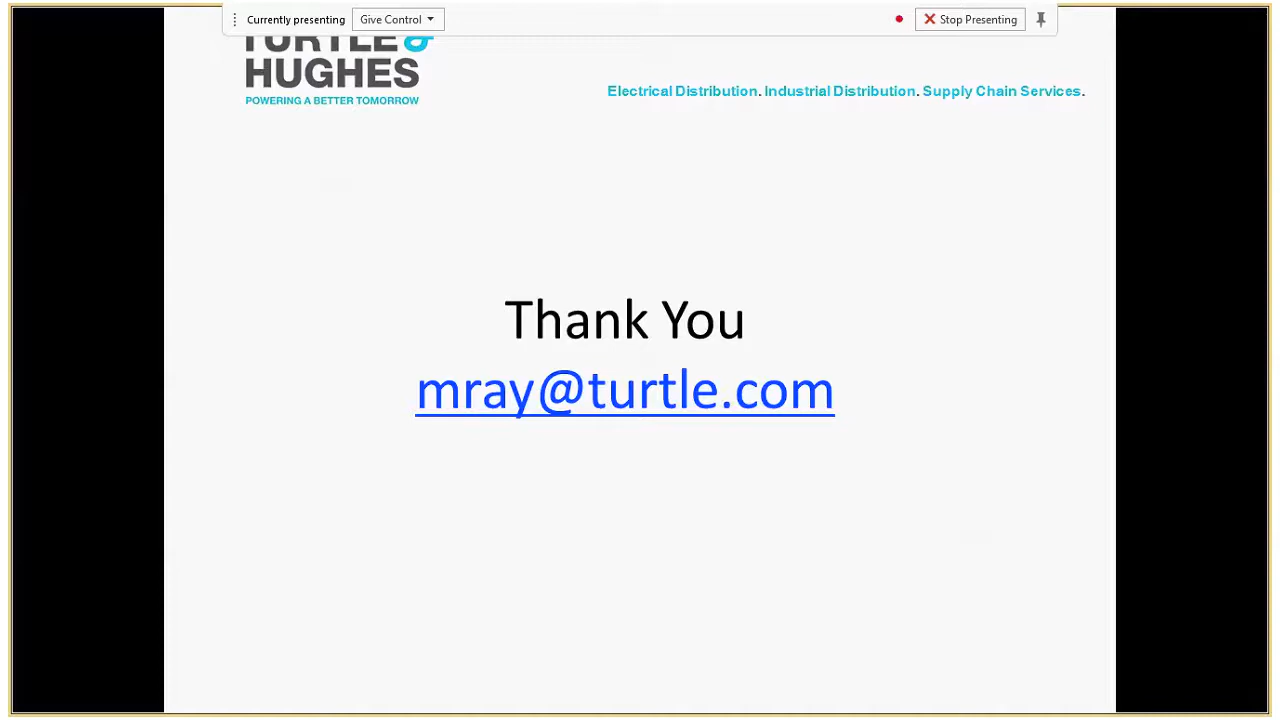 Currently presenting Give Control Stop Presenting
TURTLE &
HUGHES
POWERING A BETTER TOMORROW
Electrical Distribution. Industrial Distribution. Supply Chain Services.
Thank You
mray@turtle.com